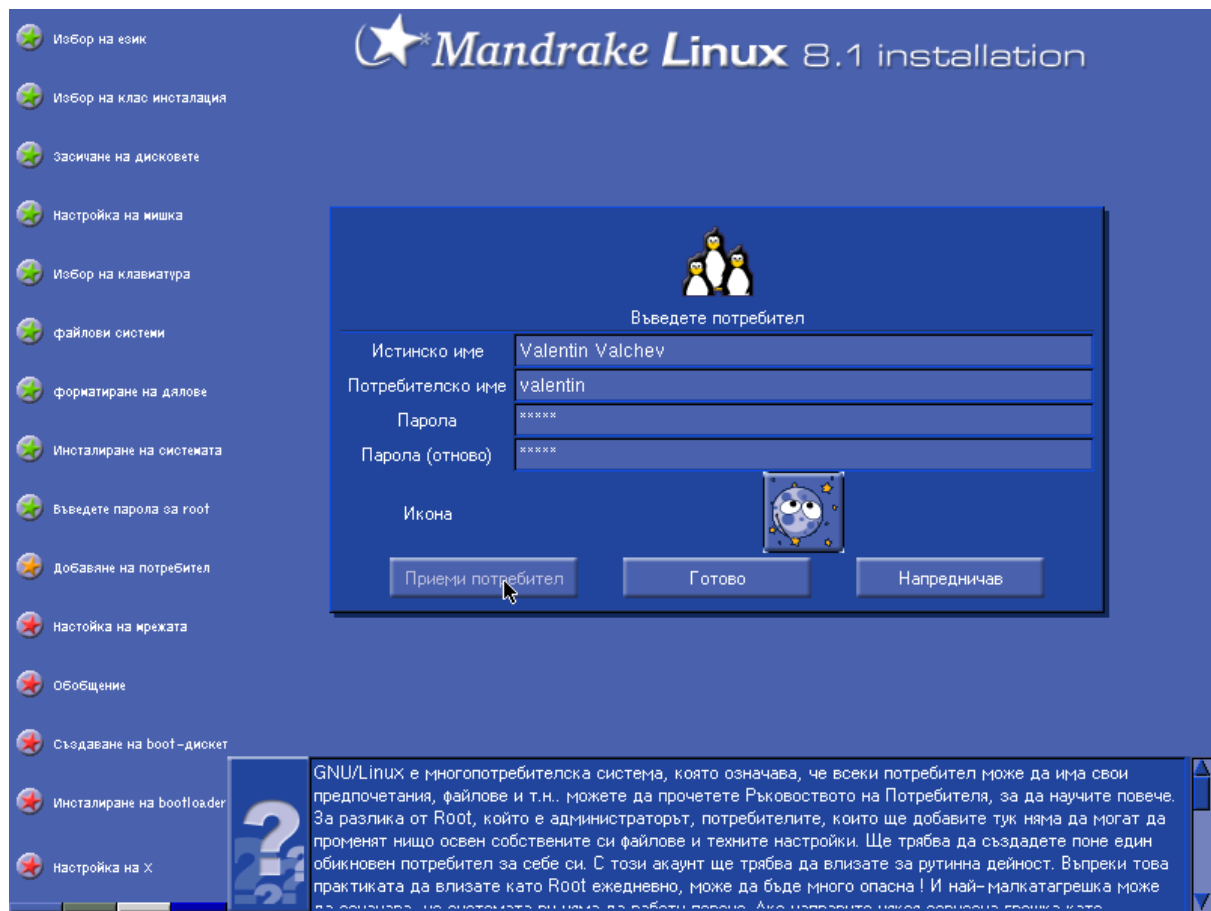 Mandrake Linux 8.1 installation
Избор на език
Избор на клас инсталация
Засичане на дисковете
Настройка на мишка
Избор на клавиатура
файлови системи
форматиране на дялове
Инсталиране на системата
Въведете парола за root
Добавяне на потребител
Настойка на мрежата
Обобщение
Създаване на boot-дискет
Инсталиране на bootloader
Настройка на X
Въведете потребител
Истинско име Valentin Valchev
Потребителско име valentin
Парола *****
Парола (отново) *****
Икона
Приеми потребител Готово Напредничав
GNU/Linux е многопотребителска система, която означава, че всеки потребител може да има свои
предпочетания, файлове и т.н.. можете да прочетете Ръковоството на Потребителя, за да научите повече.
За разлика от Root, който е администраторът, потребителите, които ще добавите тук няма да могат да
променят нищо освен собствените си файлове и техните настройки. Ще трябва да създадете поне един
обикновен потребител за себе си. С този акаунт ще трябва да влизате за рутинна дейност. Въпреки това
практиката да влизате като Root ежедневно, може да бъде много опасна ! И най-малкатагрешка може